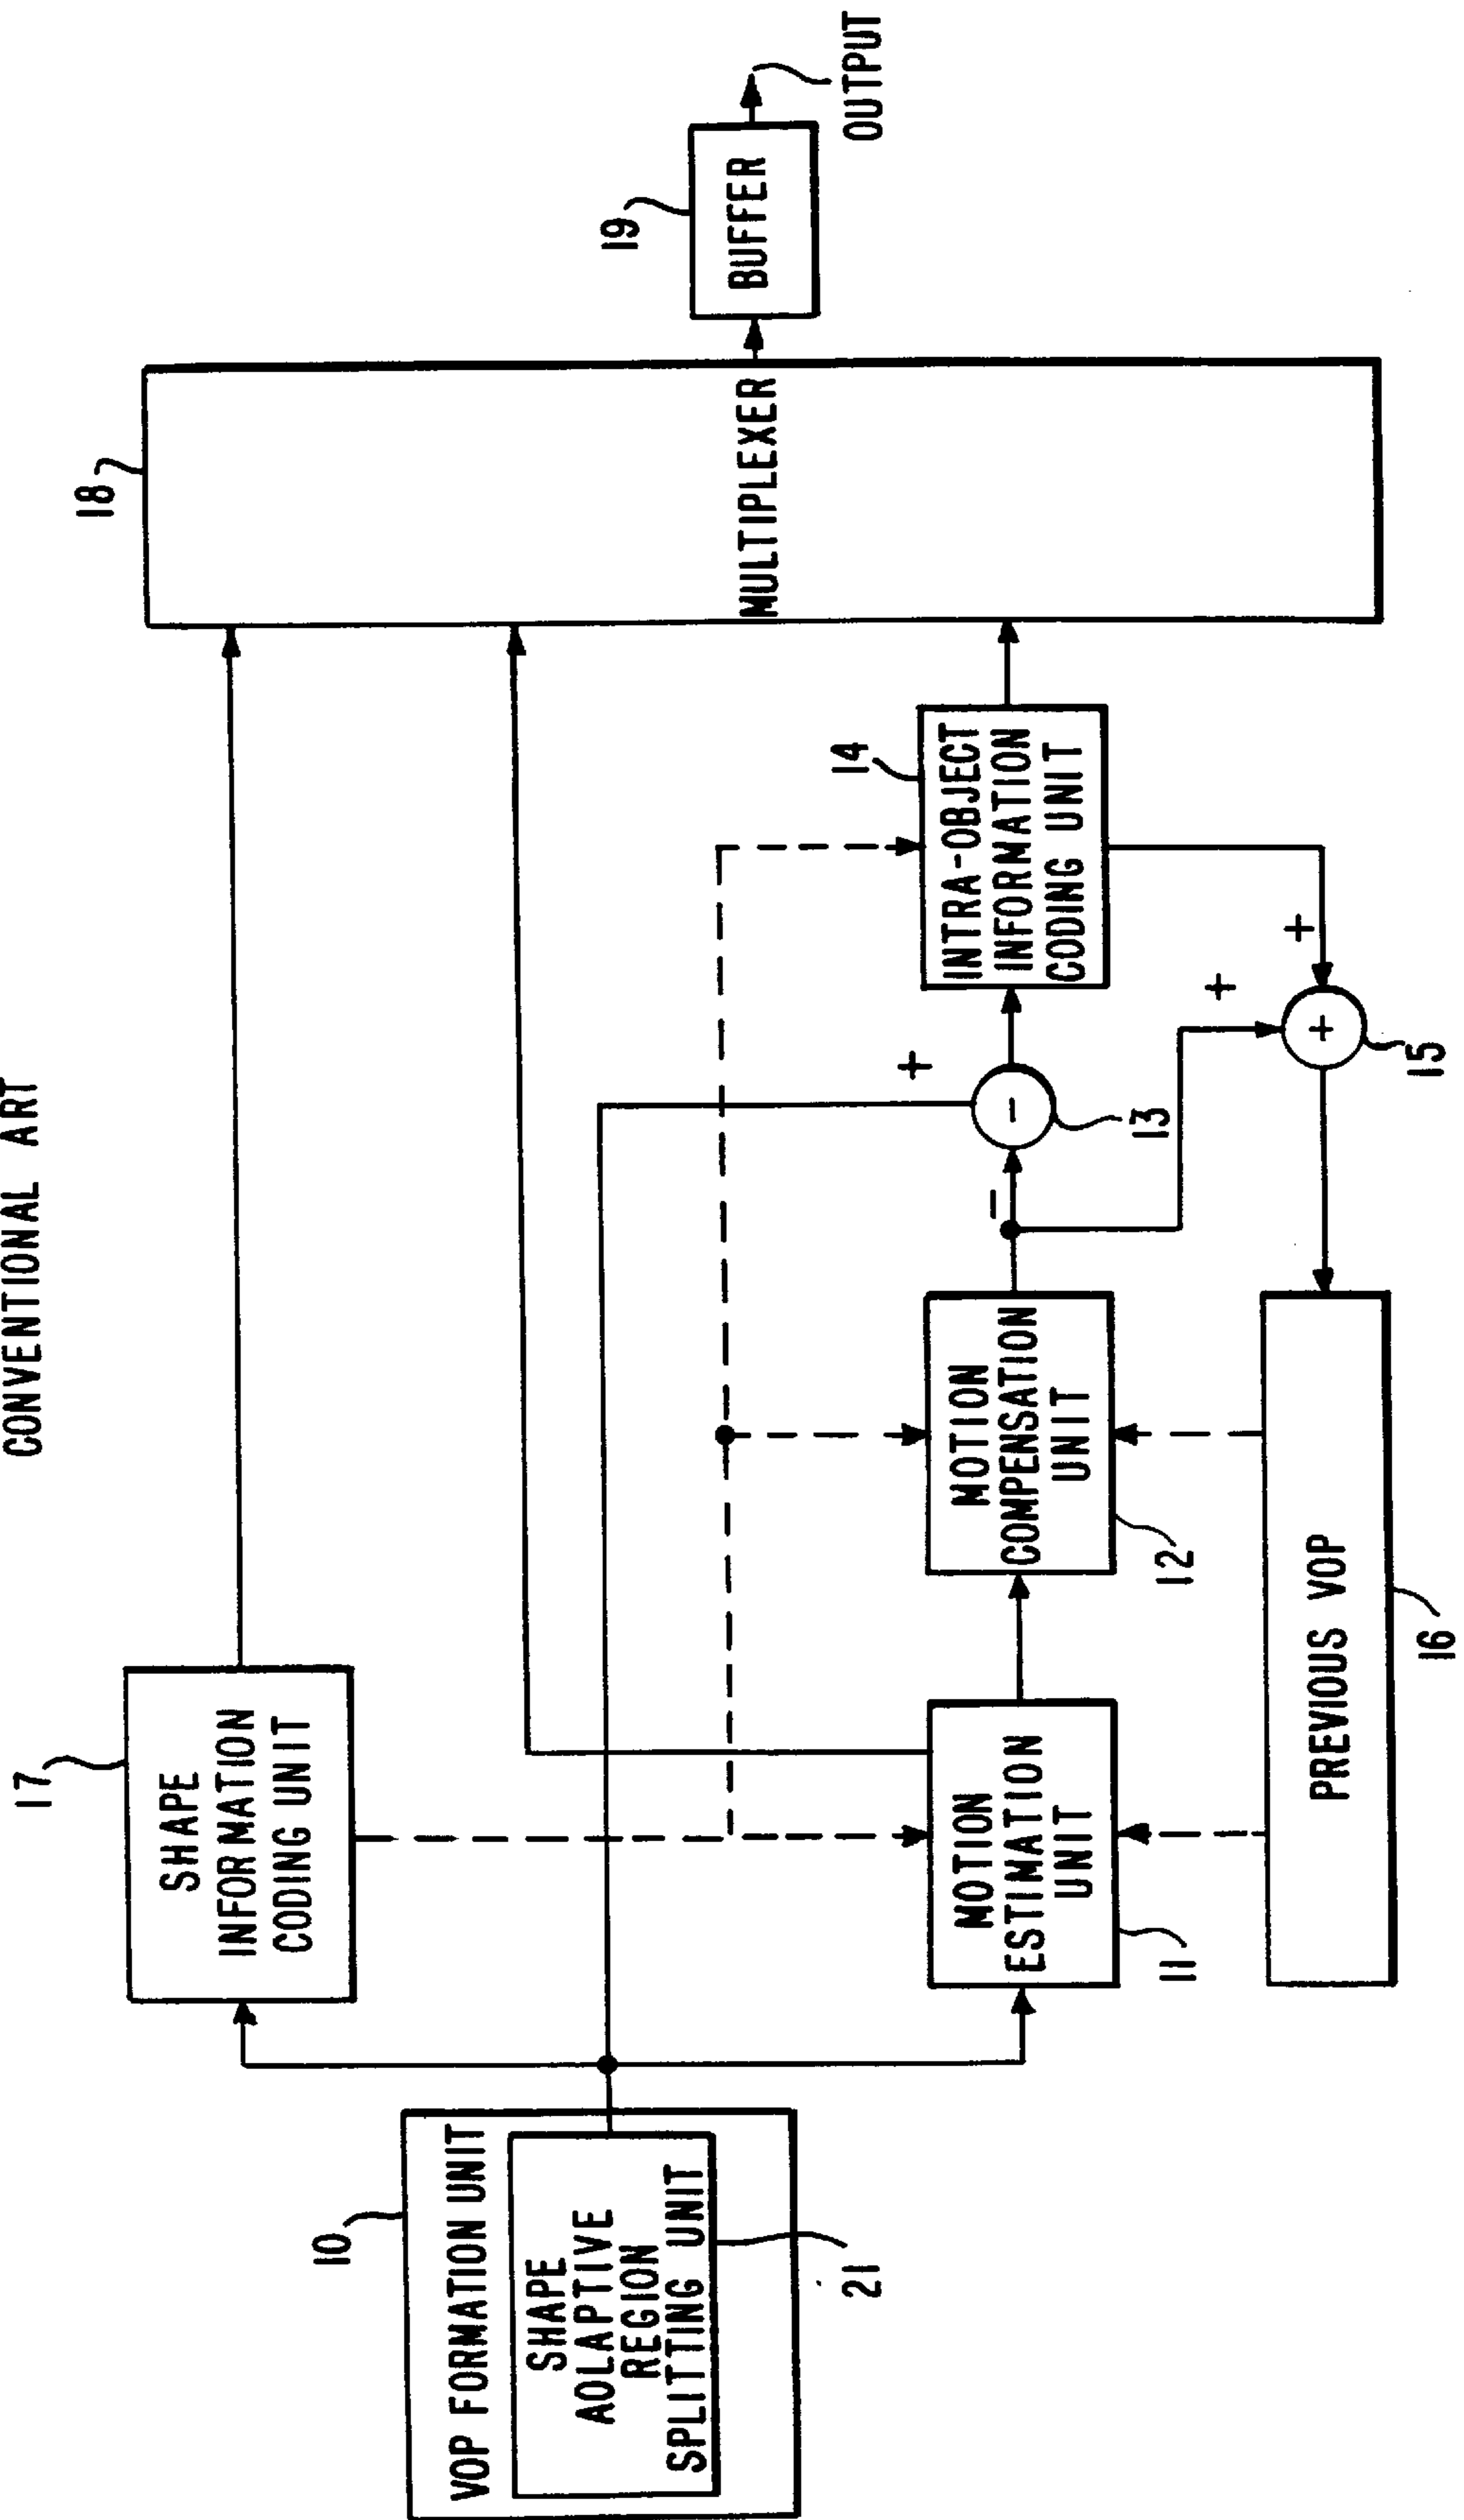 CONVENTIONAL ART
10
VOP FORMATION UNIT
SHAPE
AOLAPTIVE
REGION
SPLITTING UNIT
21
17
SHAPE
INFORMATION
CODING UNIT
MOTION
ESTIMATION
UNIT
11
MOTION
COMPENSATION
UNIT
12
PREVIOUS VOP
16
-
+
-
13
14
INTRA-OBJECT
INFORMATION
CODING UNIT
+
+
+
15
18
MULTIPLEXER
19
BUFFER
OUTPUT